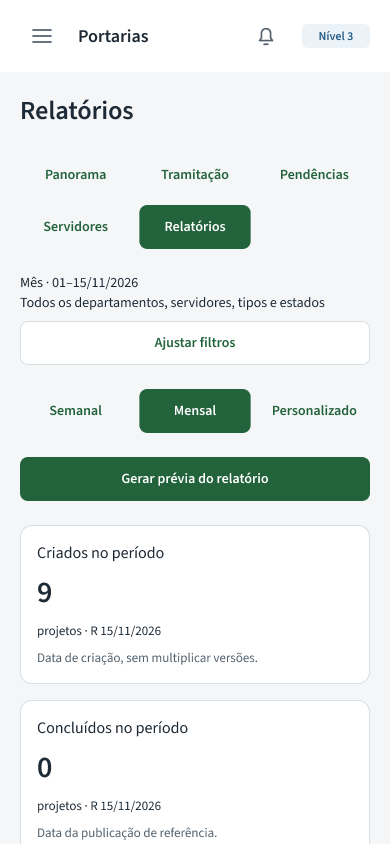 Portarias
Nível 3
Relatórios
Panorama
Tramitação
Pendências
Servidores
Relatórios
Mês · 01–15/11/2026
Todos os departamentos, servidores, tipos e estados
Ajustar filtros
Semanal
Mensal
Personalizado
Gerar prévia do relatório
Criados no período
9
projetos · R 15/11/2026
Data de criação, sem multiplicar versões.
Concluídos no período
0
projetos · R 15/11/2026
Data da publicação de referência.